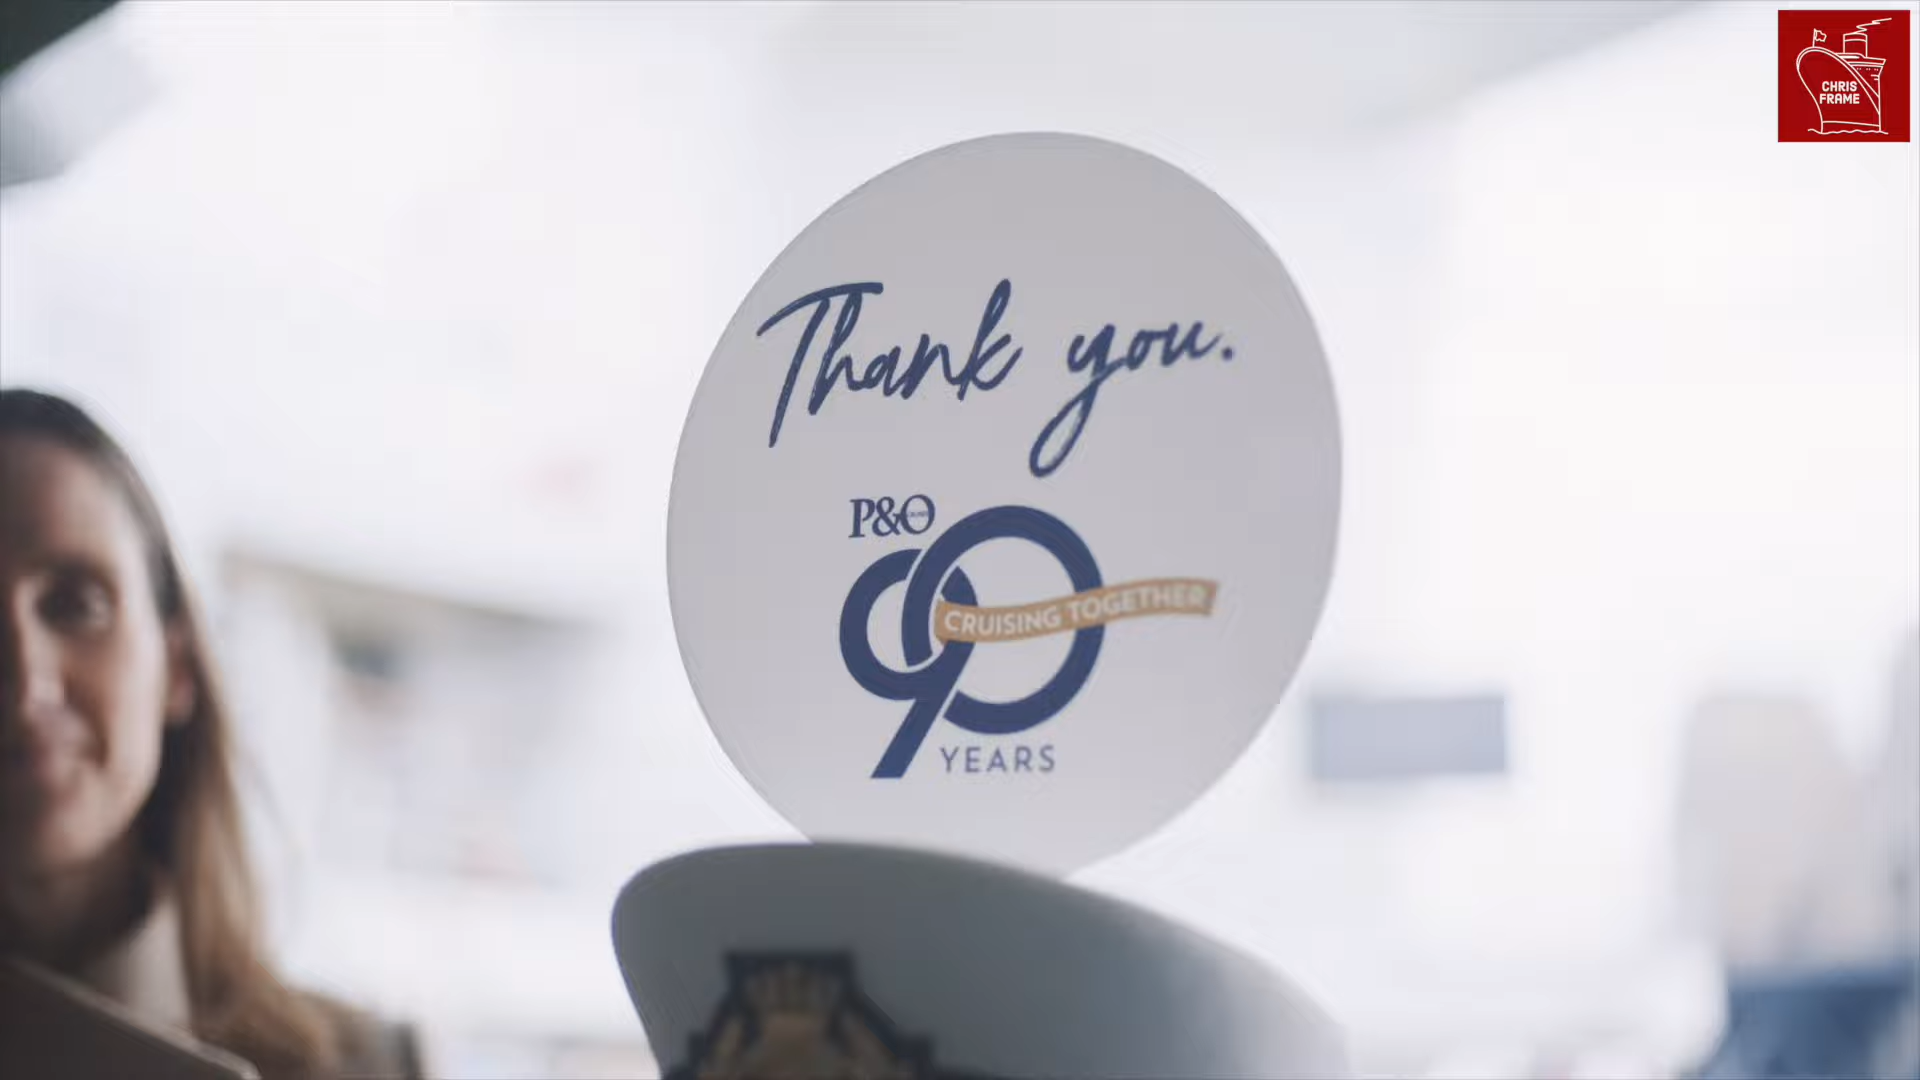 CHRIS
FRAME
Thank you.
P&O
90
CRUISING TOGETHER
YEARS